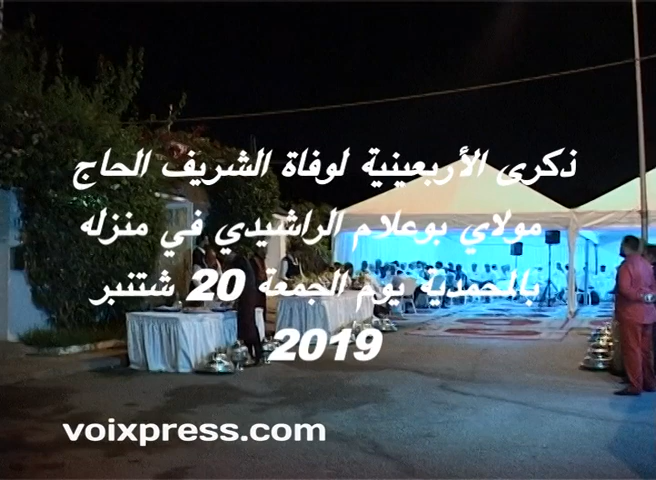 ذكرى الأربعينية لوفاة الشريف الحاج
مولاي بوعلام الراشيدي في منزله
بالمحمدية يوم الجمعة 20 شتنبر
2019
voixpress.com